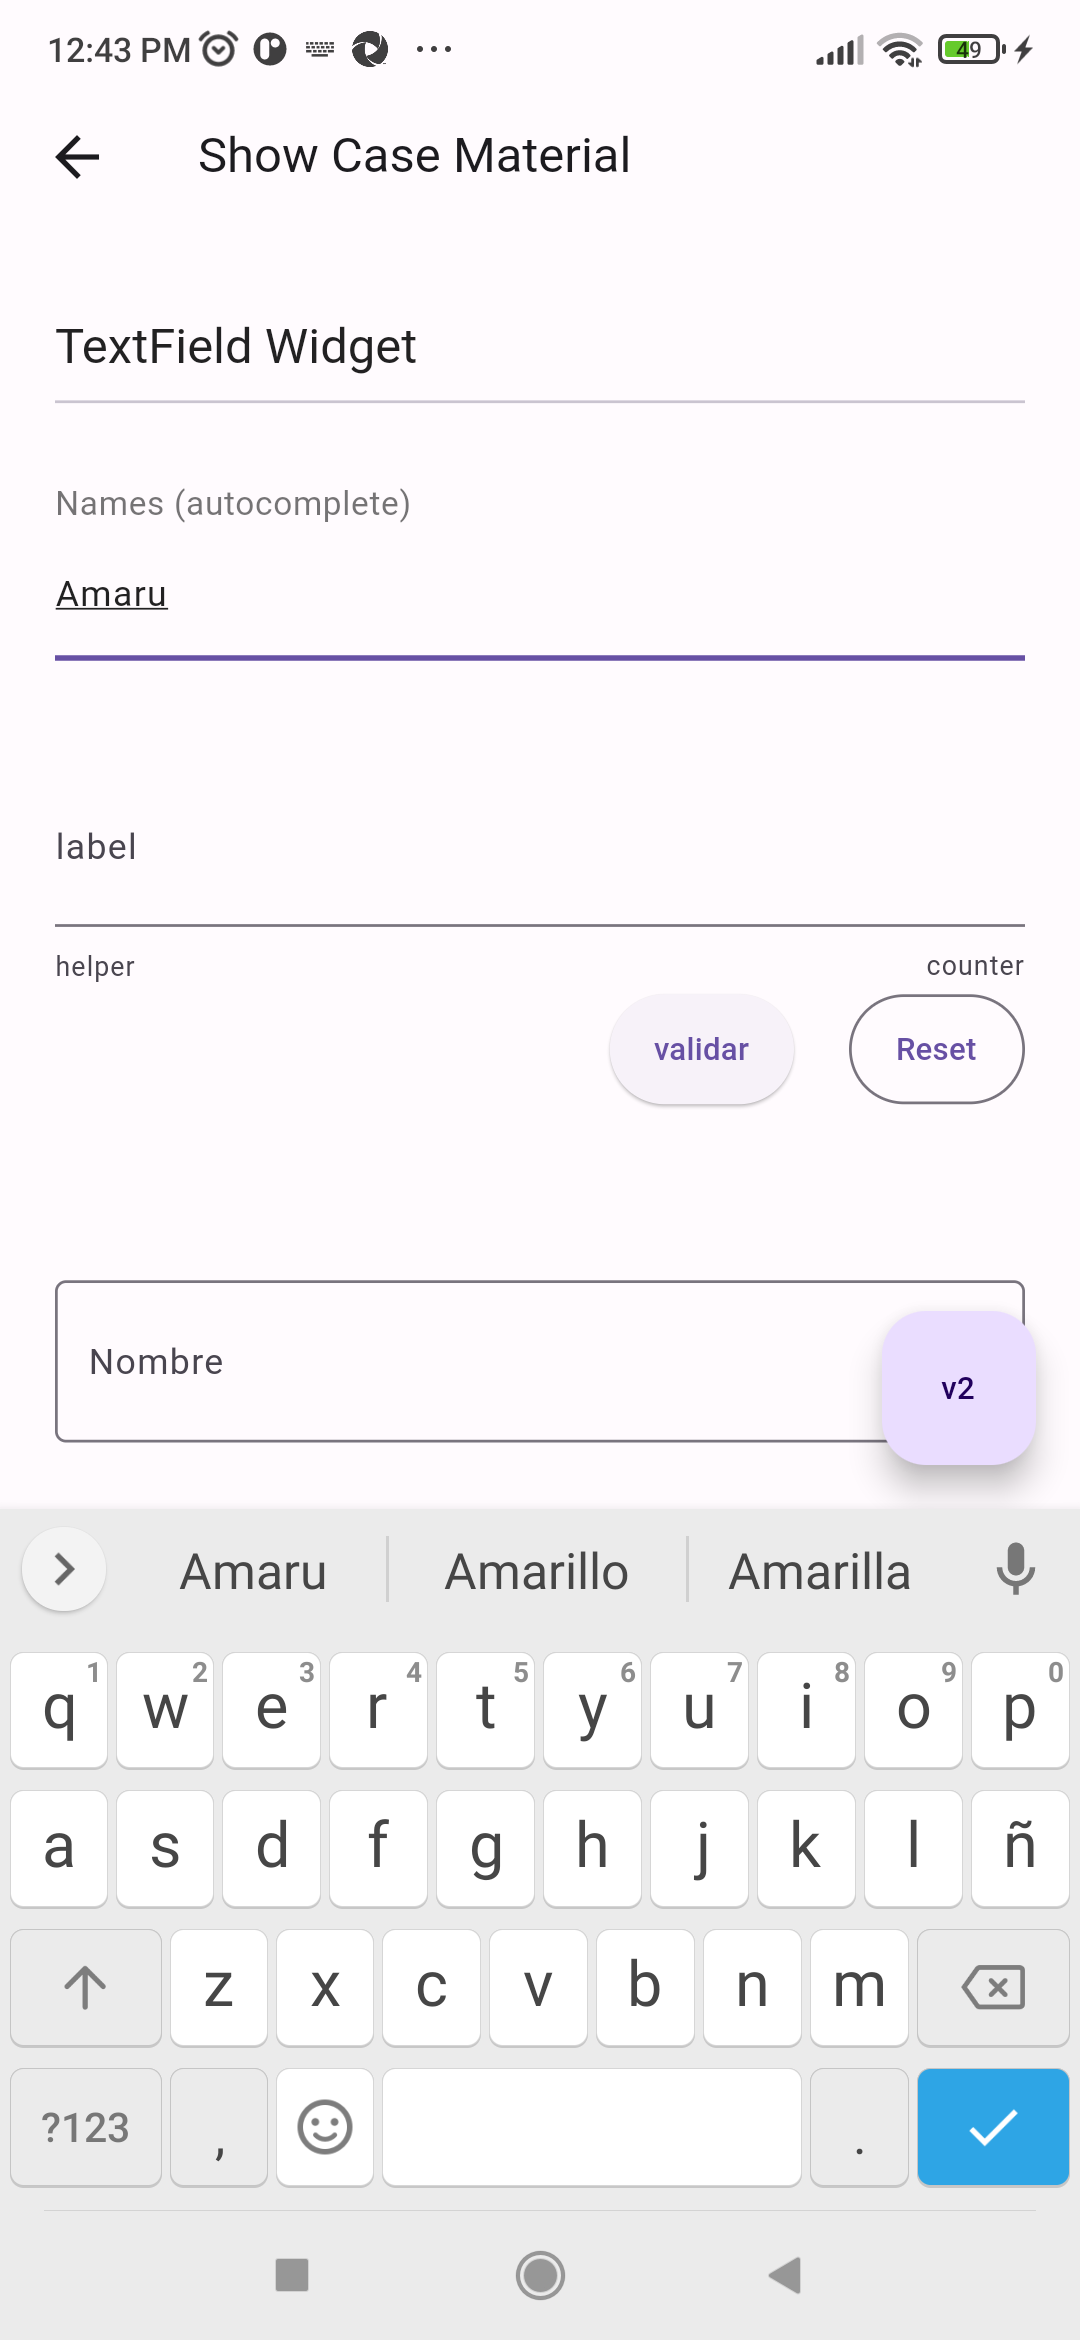 12:43 PM
49
Show Case Material
TextField Widget
Names (autocomplete)
Amaru
label
helper
counter
validar
Reset
Nombre
v2
Amaru Amarillo Amarilla
1 2 3 4 5 6 7 8 9 0
q w e r t y u i o p
a s d f g h j k l ñ
z x c v b n m
?123 , .